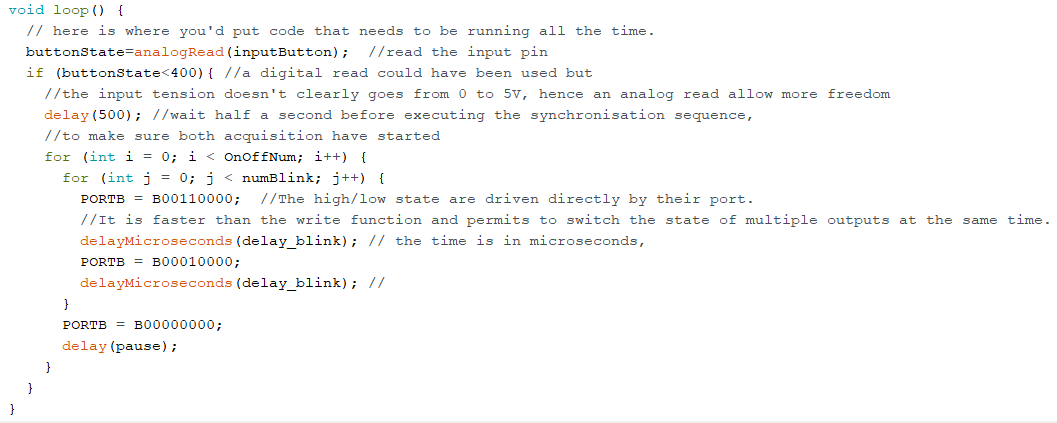 void loop() {
  // here is where you'd put code that needs to be running all the time.
  buttonState=analogRead(inputButton);  //read the input pin
  if (buttonState<400){ //a digital read could have been used but
    //the input tension doesn't clearly goes from 0 to 5V, hence an analog read allow more freedom
    delay(500); //wait half a second before executing the synchronisation sequence,
    //to make sure both acquisition have started
    for (int i = 0; i < OnOffNum; i++) {
      for (int j = 0; j < numBlink; j++) {
        PORTB = B00110000;  //The high/low state are driven directly by their port.
        //It is faster than the write function and permits to switch the state of multiple outputs at the same time.
        delayMicroseconds(delay_blink); // the time is in microseconds,
        PORTB = B00010000;
        delayMicroseconds(delay_blink); //
      }
      PORTB = B00000000;
      delay(pause);
    }
  }
}